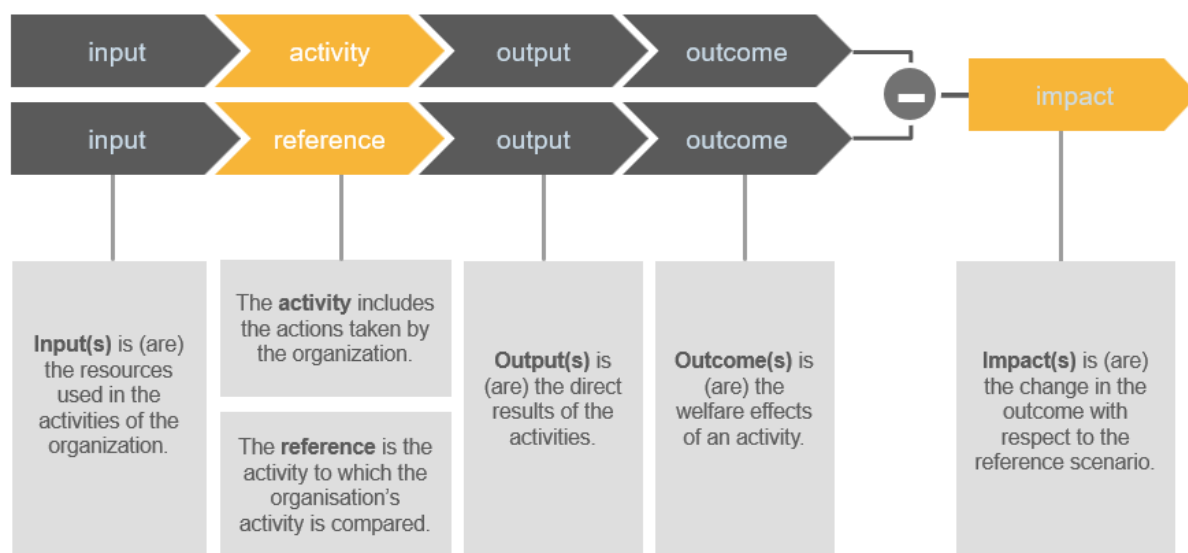 input
activity
output
outcome
impact
input
reference
output
outcome
Input(s) is (are)
the resources
used in the
activities of the
organization.
The activity includes
the actions taken by
the organization.
The reference is the
activity to which the
organisation's
activity is compared.
Output(s) is
(are) the direct
results of the
activities.
Outcome(s) is
(are) the
welfare effects
of an activity.
Impact(s) is (are)
the change in the
outcome with
respect to the
reference scenario.